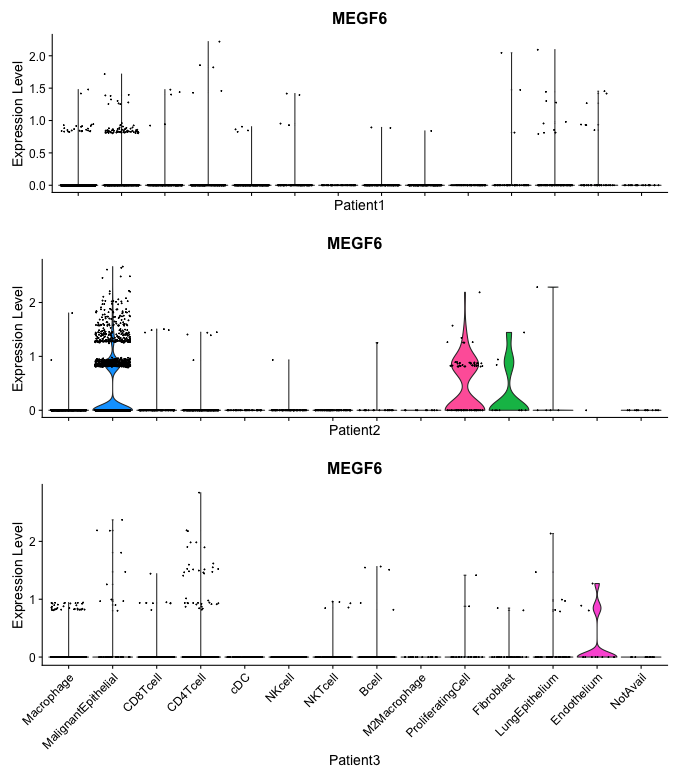 MEGF6
Expression Level
2.0
1.5
1.0
0.5
0.0
Patient1
MEGF6
Expression Level
2
1
0
Patient2
MEGF6
Expression Level
2
1
0
Macrophage
MalignantEpithelial
CD8Tcell
CD4Tcell
cDC
NKcell
NKTcell
Bcell
M2Macrophage
ProliferatingCell
Fibroblast
LungEpithelium
Endothelium
NotAvail
Patient3